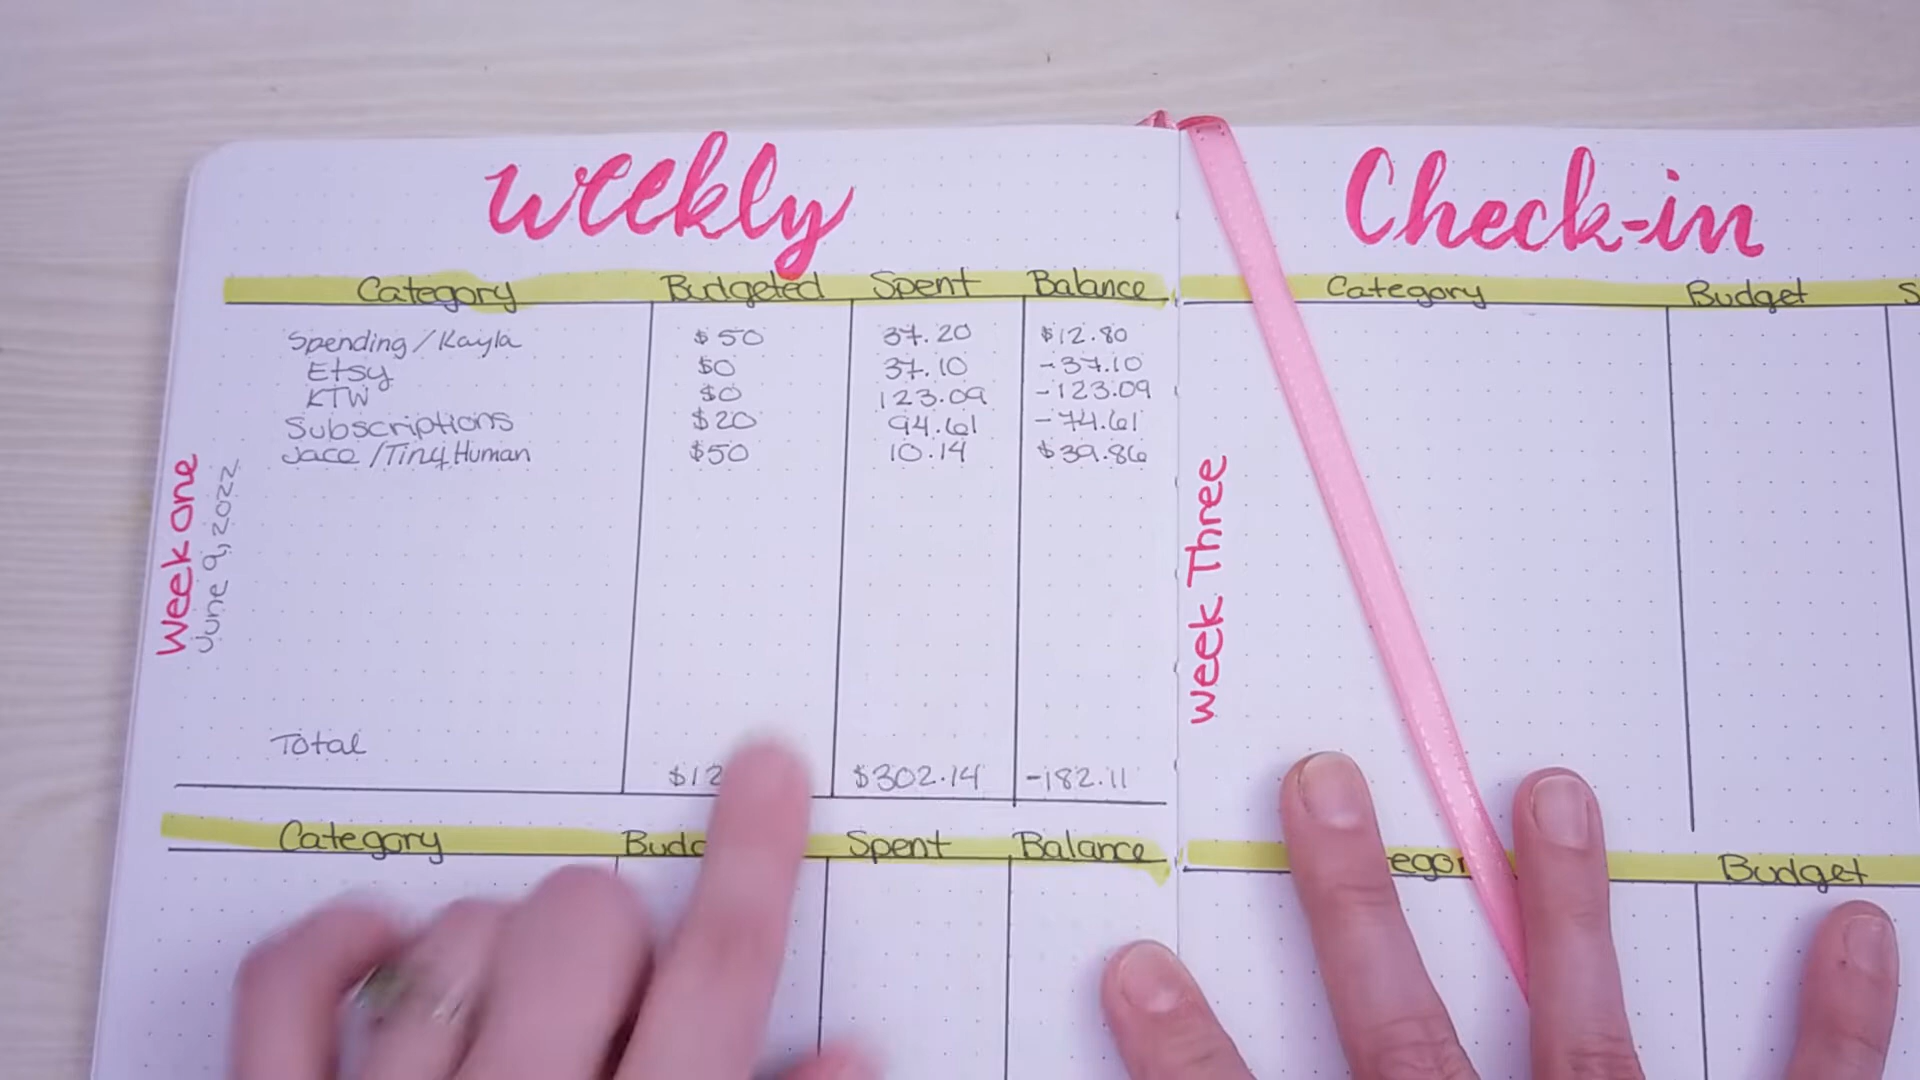 Weekly Check-in
Category Budgeted Spent Balance
Spending/Kayla $50 37.20 $12.80
Etsy $0 37.10 -37.10
KTW $0 123.09 -123.09
Subscriptions $20 94.61 -74.61
Jace/Tiny Human $50 10.14 $39.86
Total
$12 $302.14 -182.11
Week One
June 9, 2022
Category Spent Balance
Category Budget
Week Three
Budget